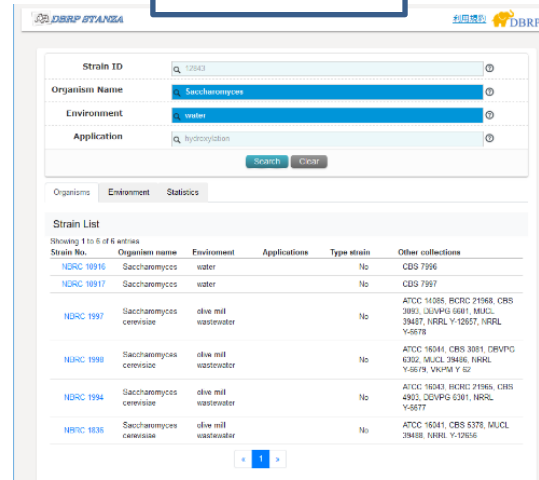 DBRP STANZA 利用規約 DBRP
Strain ID 12843
Organism Name Saccharomyces
Environment water
Application hydroxylation
Search Clear
Organisms Environment Statistics
Strain List
Showing 1 to 6 of 6 entries
Strain No. Organism name Enviroment Applications Type strain Other collections
NBRC 10916 Saccharomyces water No CBS 7996
NBRC 10917 Saccharomyces water No CBS 7997
ATCC 14085, BCRC 21968, CBS
NBRC 1997 Saccharomyces cerevisiae olive mill wastewater No 3093, DBVPG 6601, MUCL
39487, NRRL Y-12657, NRRL
Y-6678
NBRC 1998 Saccharomyces cerevisiae olive mill wastewater No ATCC 16044, CBS 3081, DBVPG
6302, MUCL 39486, NRRL
Y-6679, VKPM Y-62
NBRC 1994 Saccharomyces cerevisiae olive mill wastewater No ATCC 16043, BCRC 21965, CBS
4903, DBVPG 6301, NRRL
Y-6677
NBRC 1836 Saccharomyces cerevisiae olive mill wastewater No ATCC 16041, CBS 5378, MUCL
39488, NRRL Y-12656
« 1 »